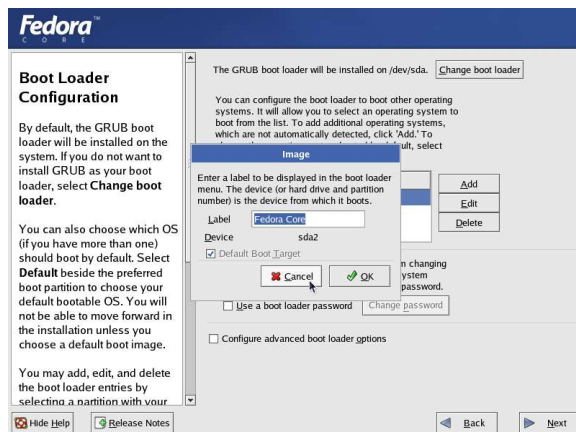 Fedora™
CORE
Boot Loader
Configuration
By default, the GRUB boot
loader will be installed on the
system. If you do not want to
install GRUB as your boot
loader, select Change boot
loader.
You can also choose which OS
(if you have more than one)
should boot by default. Select
Default beside the preferred
boot partition to choose your
default bootable OS. You will
not be able to move forward in
the installation unless you
choose a default boot image.
You may add, edit, and delete
the boot loader entries by
selecting a partition with your
The GRUB boot loader will be installed on /dev/sda.
Change boot loader
You can configure the boot loader to boot other operating
systems. It will allow you to select an operating system to
boot from the list. To add additional operating systems,
which are not automatically detected, click 'Add.' To
select
Image
Enter a label to be displayed in the boot loader
menu. The device (or hard drive and partition
number) is the device from which it boots.
Label
Fedora Core
Device
sda2
Default Boot Target
Cancel
OK
Add
Edit
Delete
changing
password.
Use a boot loader password
Change password
Configure advanced boot loader options
Hide Help
Release Notes
Back
Next